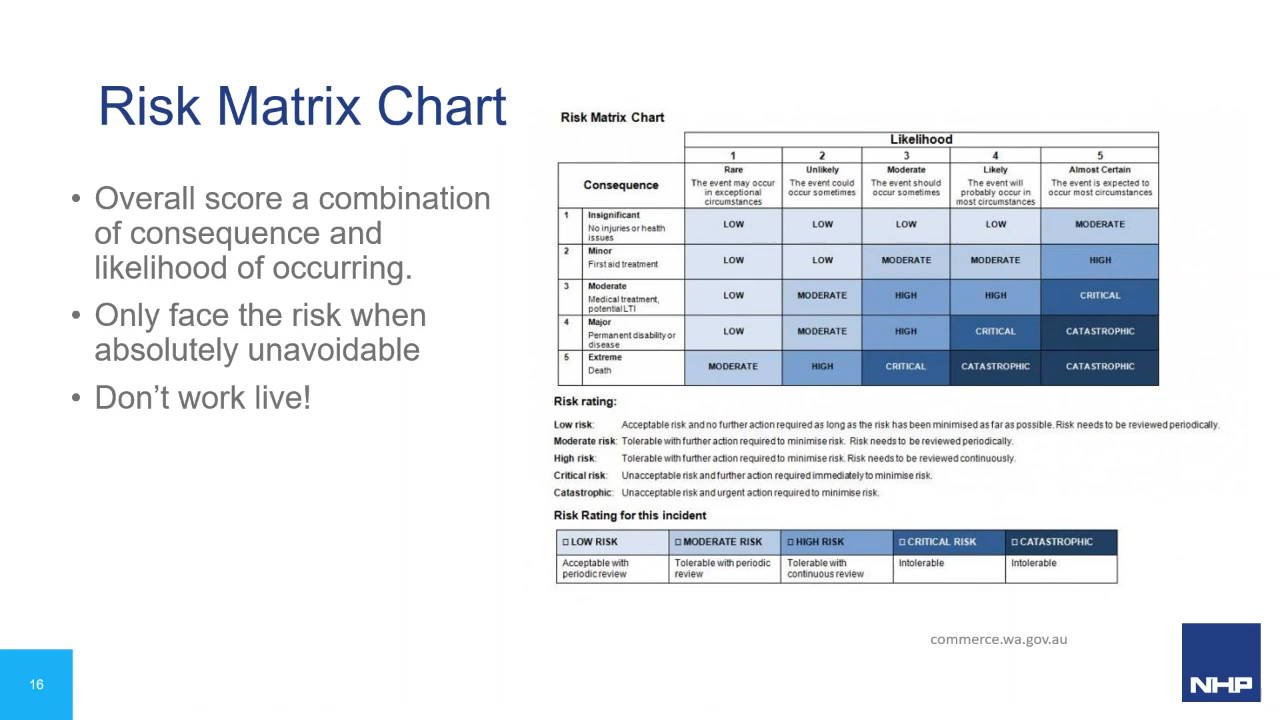 Risk Matrix Chart
• Overall score a combination
of consequence and
likelihood of occurring.
• Only face the risk when
absolutely unavoidable
• Don’t work live!
Risk Matrix Chart
Likelihood
1 2 3 4 5
Consequence
Rare
The event may occur
in exceptional
circumstances
Unlikely
The event could
occur sometimes
Moderate
The event should
occur sometimes
Likely
The event will
probably occur in
most circumstances
Almost Certain
The event is expected to
occur most circumstances
1 Insignificant
No injuries or health
issues
LOW LOW LOW LOW MODERATE
2 Minor
First aid treatment
LOW LOW MODERATE MODERATE HIGH
3 Moderate
Medical treatment,
potential LTI
LOW MODERATE HIGH HIGH CRITICAL
4 Major
Permanent disability or
disease
LOW MODERATE HIGH CRITICAL CATASTROPHIC
5 Extreme
Death
MODERATE HIGH CRITICAL CATASTROPHIC CATASTROPHIC
Risk rating:
Low risk: Acceptable risk and no further action required as long as the risk has been minimised as far as possible. Risk needs to be reviewed periodically.
Moderate risk: Tolerable with further action required to minimise risk. Risk needs to be reviewed periodically.
High risk: Tolerable with further action required to minimise risk. Risk needs to be reviewed continuously.
Critical risk: Unacceptable risk and further action required immediately to minimise risk.
Catastrophic: Unacceptable risk and urgent action required to minimise risk.
Risk Rating for this incident
☐ LOW RISK ☐ MODERATE RISK ☐ HIGH RISK ☐ CRITICAL RISK ☐ CATASTROPHIC
Acceptable with
periodic review
Tolerable with periodic
review
Tolerable with
continuous review
Intolerable
Intolerable
commerce.wa.gov.au
16
NHP